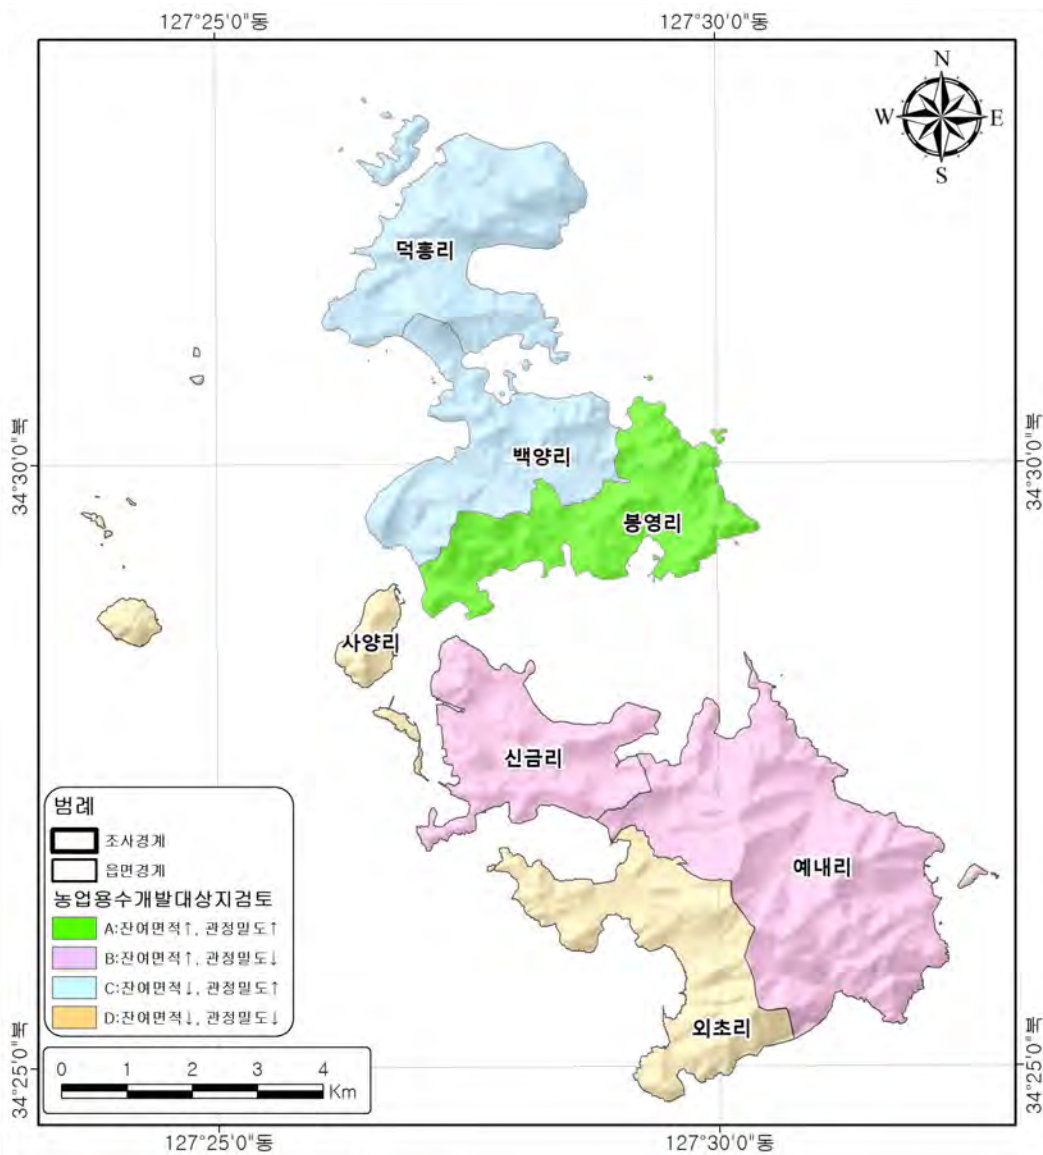 127°25'0"동
127°30'0"동
N
W
E
S
덕흥리
백양리
34°30'0"북
34°30'0"북
봉영리
사양리
신금리
예내리
외초리
범례
조사경계
읍면경계
농업용수개발대상지검토
A:잔여면적↑, 관정밀도↑
B:잔여면적↑, 관정밀도↓
C:잔여면적↓, 관정밀도↑
D:잔여면적↓, 관정밀도↓
0 1 2 3 4
Km
34°25'0"북
34°25'0"북
127°25'0"동
127°30'0"동